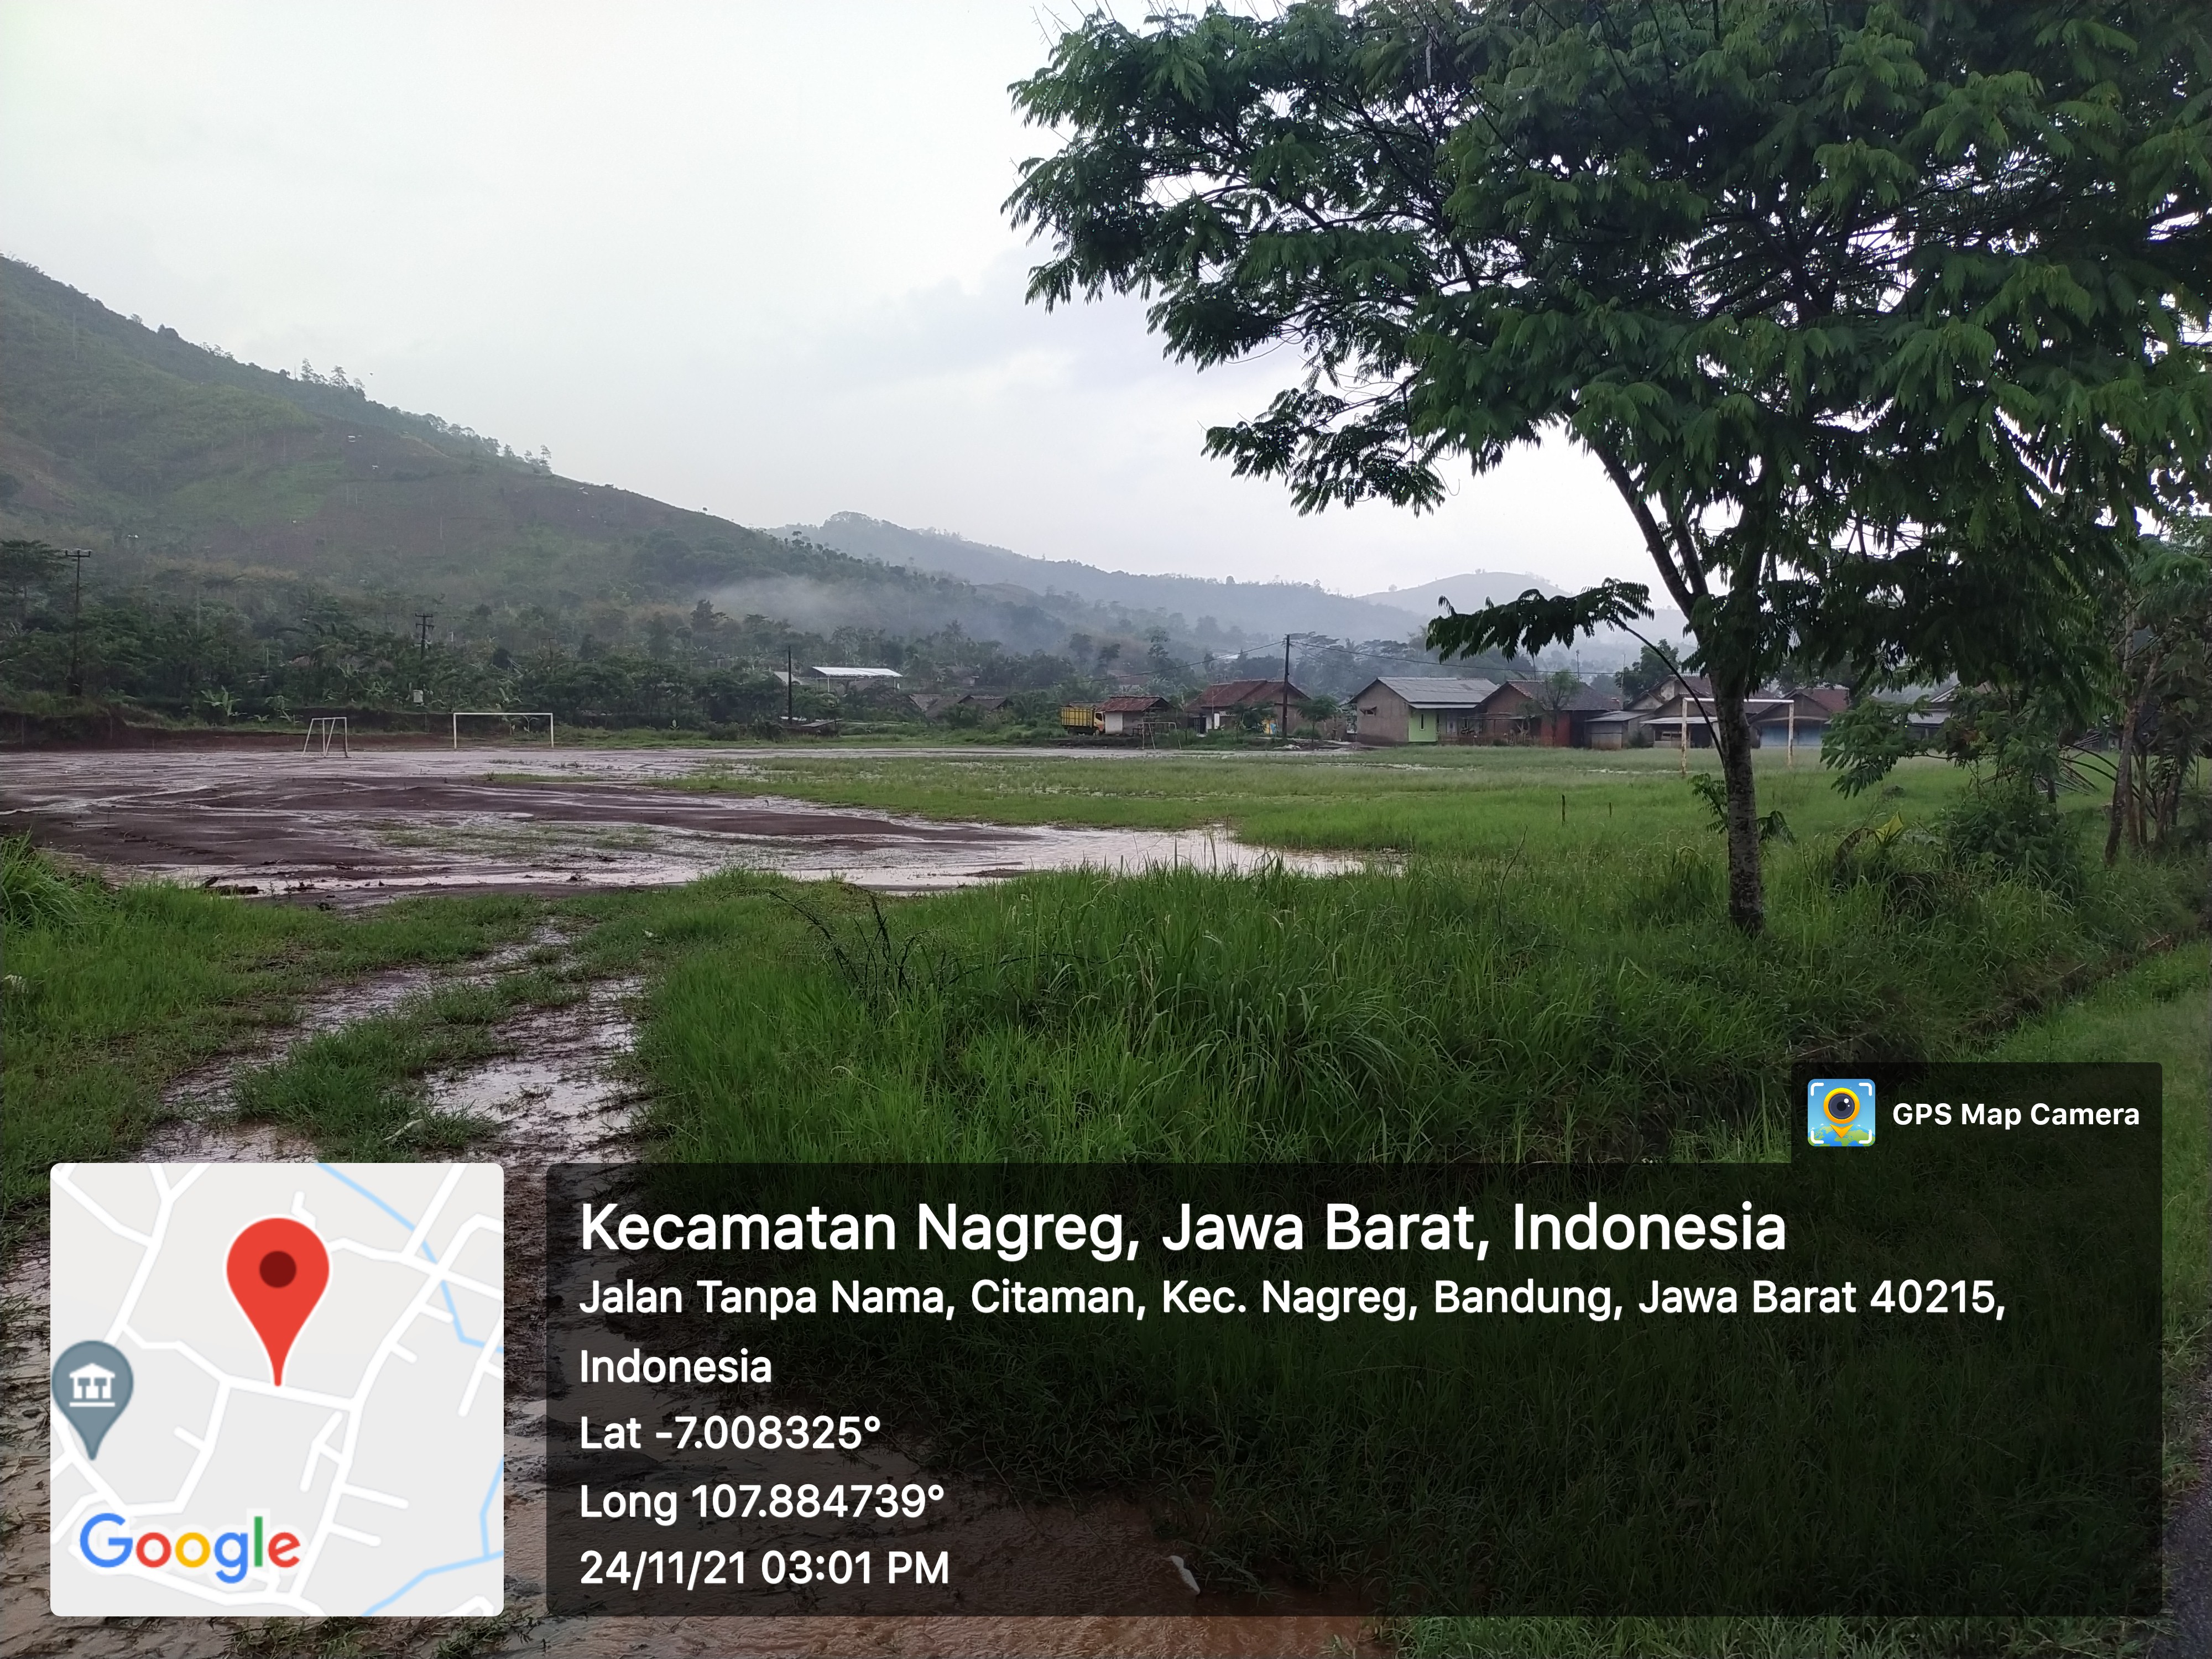 GPS Map Camera
Kecamatan Nagreg, Jawa Barat, Indonesia
Jalan Tanpa Nama, Citaman, Kec. Nagreg, Bandung, Jawa Barat 40215,
Indonesia
Lat -7.008325°
Long 107.884739°
24/11/21 03:01 PM
Google